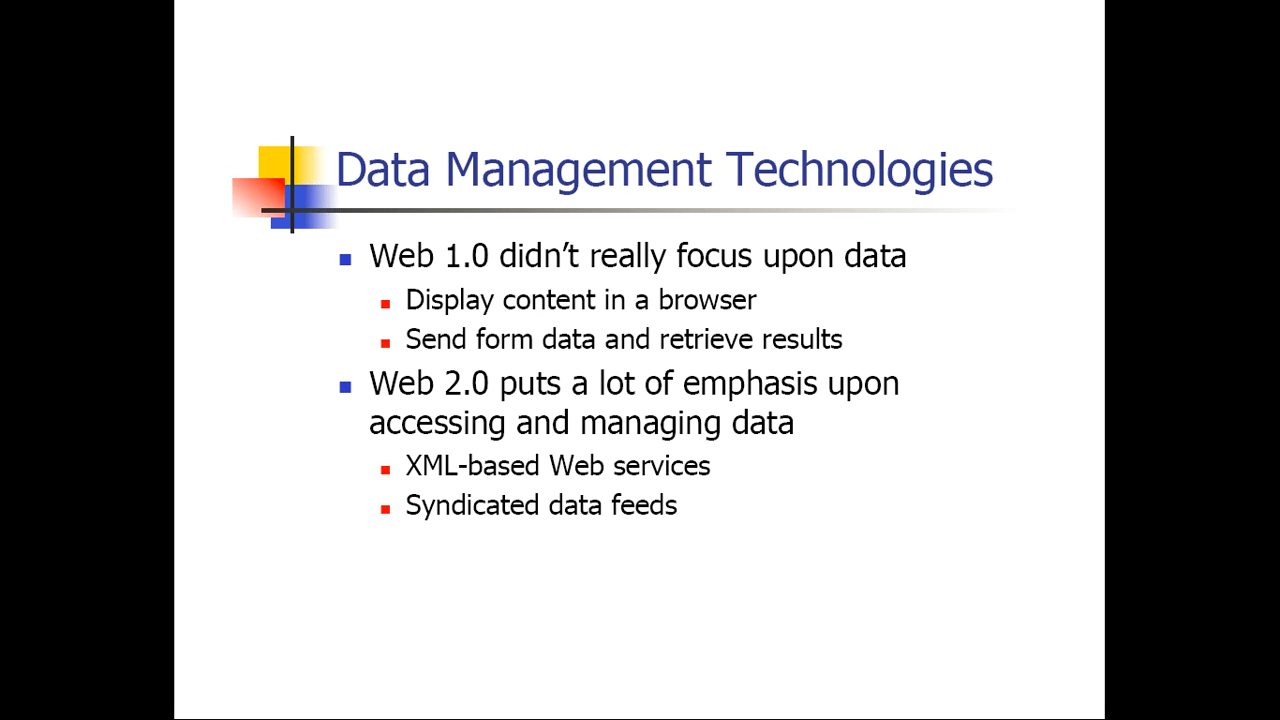 Data Management Technologies
Web 1.0 didn’t really focus upon data
Display content in a browser
Send form data and retrieve results
Web 2.0 puts a lot of emphasis upon
accessing and managing data
XML-based Web services
Syndicated data feeds